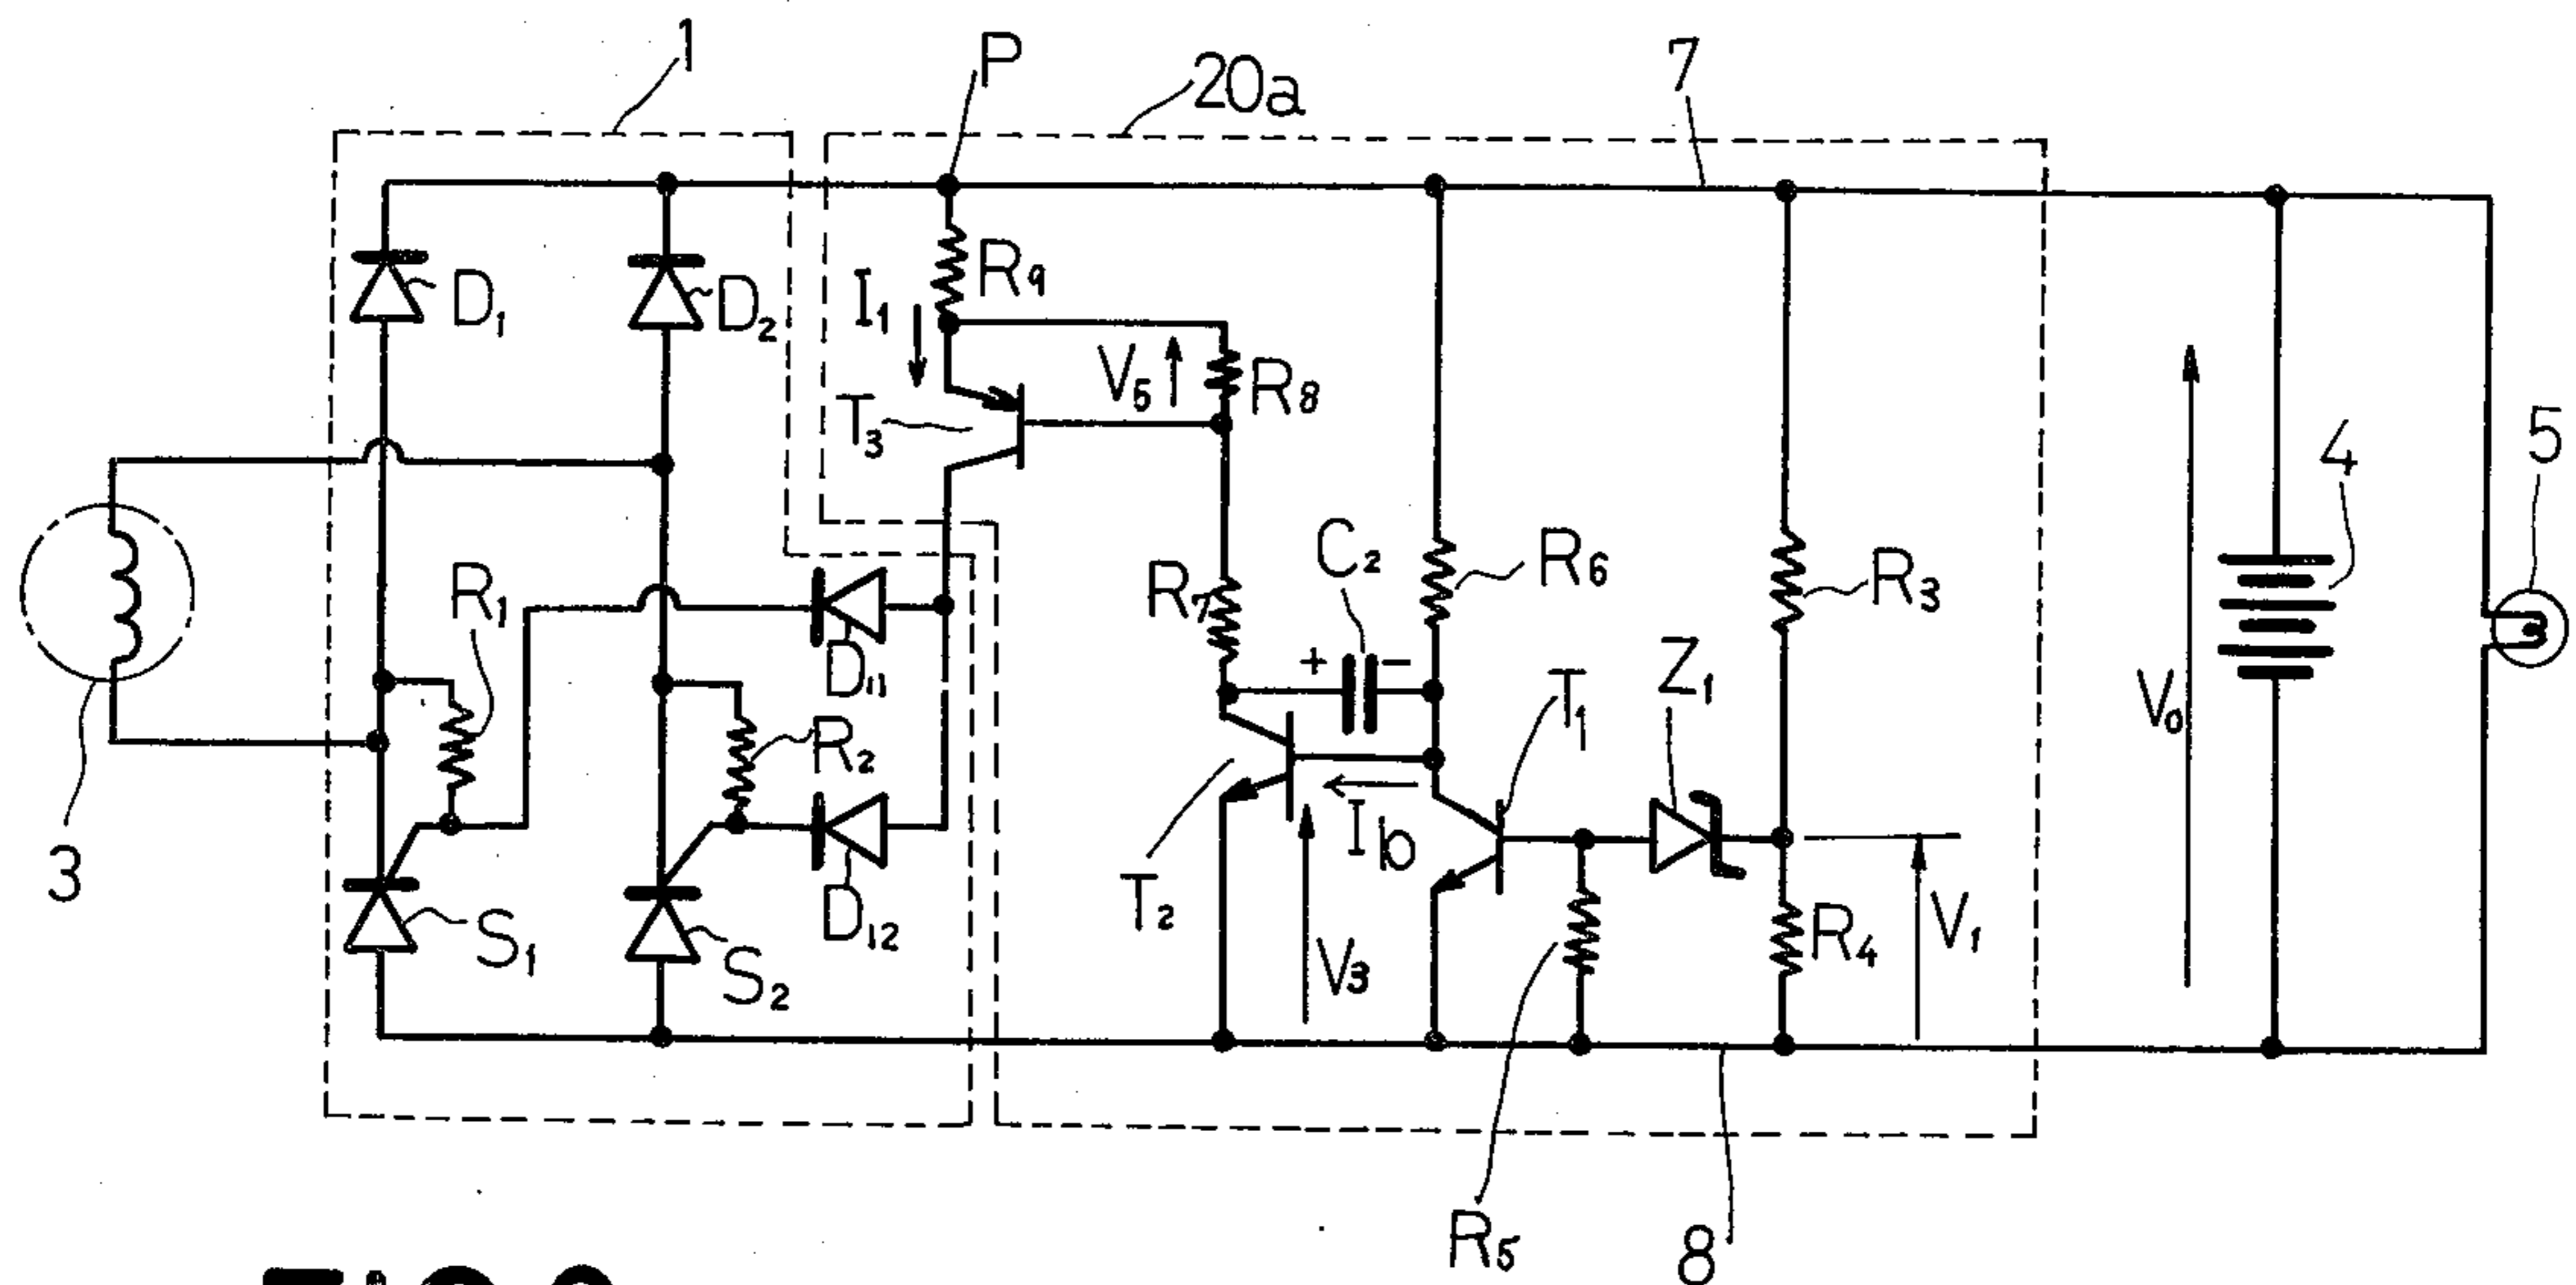 1
P
20a
7
D₁
D₂
I₁
R₉
V₅
R₈
T₃
4
5
R₁
R₇
C₂
R₆
R₃
+
−
D₁₁
Z₁
T₁
V₀
R₂
I b
3
T₂
D₁₂
S₁
S₂
V₃
R₄
V₁
R₅
8